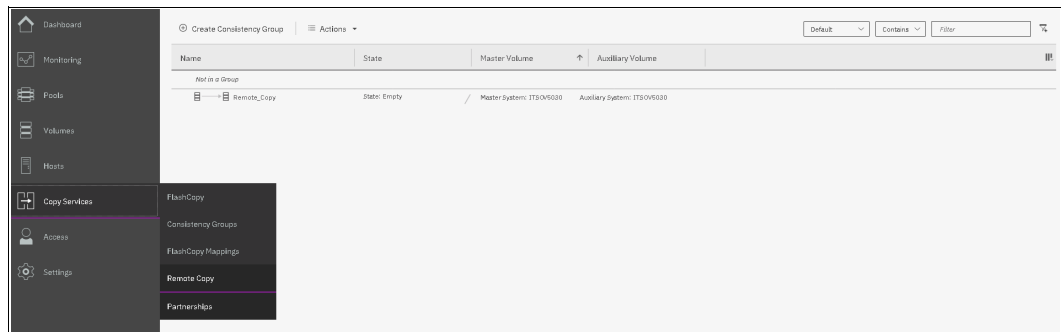 Dashboard
Monitoring
Pools
Volumes
Hosts
Copy Services
Access
Settings
FlashCopy
Consistency Groups
FlashCopy Mappings
Remote Copy
Partnerships
Create Consistency Group
Actions
Default
Contains
Filter
Name State Master Volume Auxiliary Volume
Not in a Group
Remote_Copy State: Empty Master System: ITSOV5030 Auxiliary System: ITSOV5030